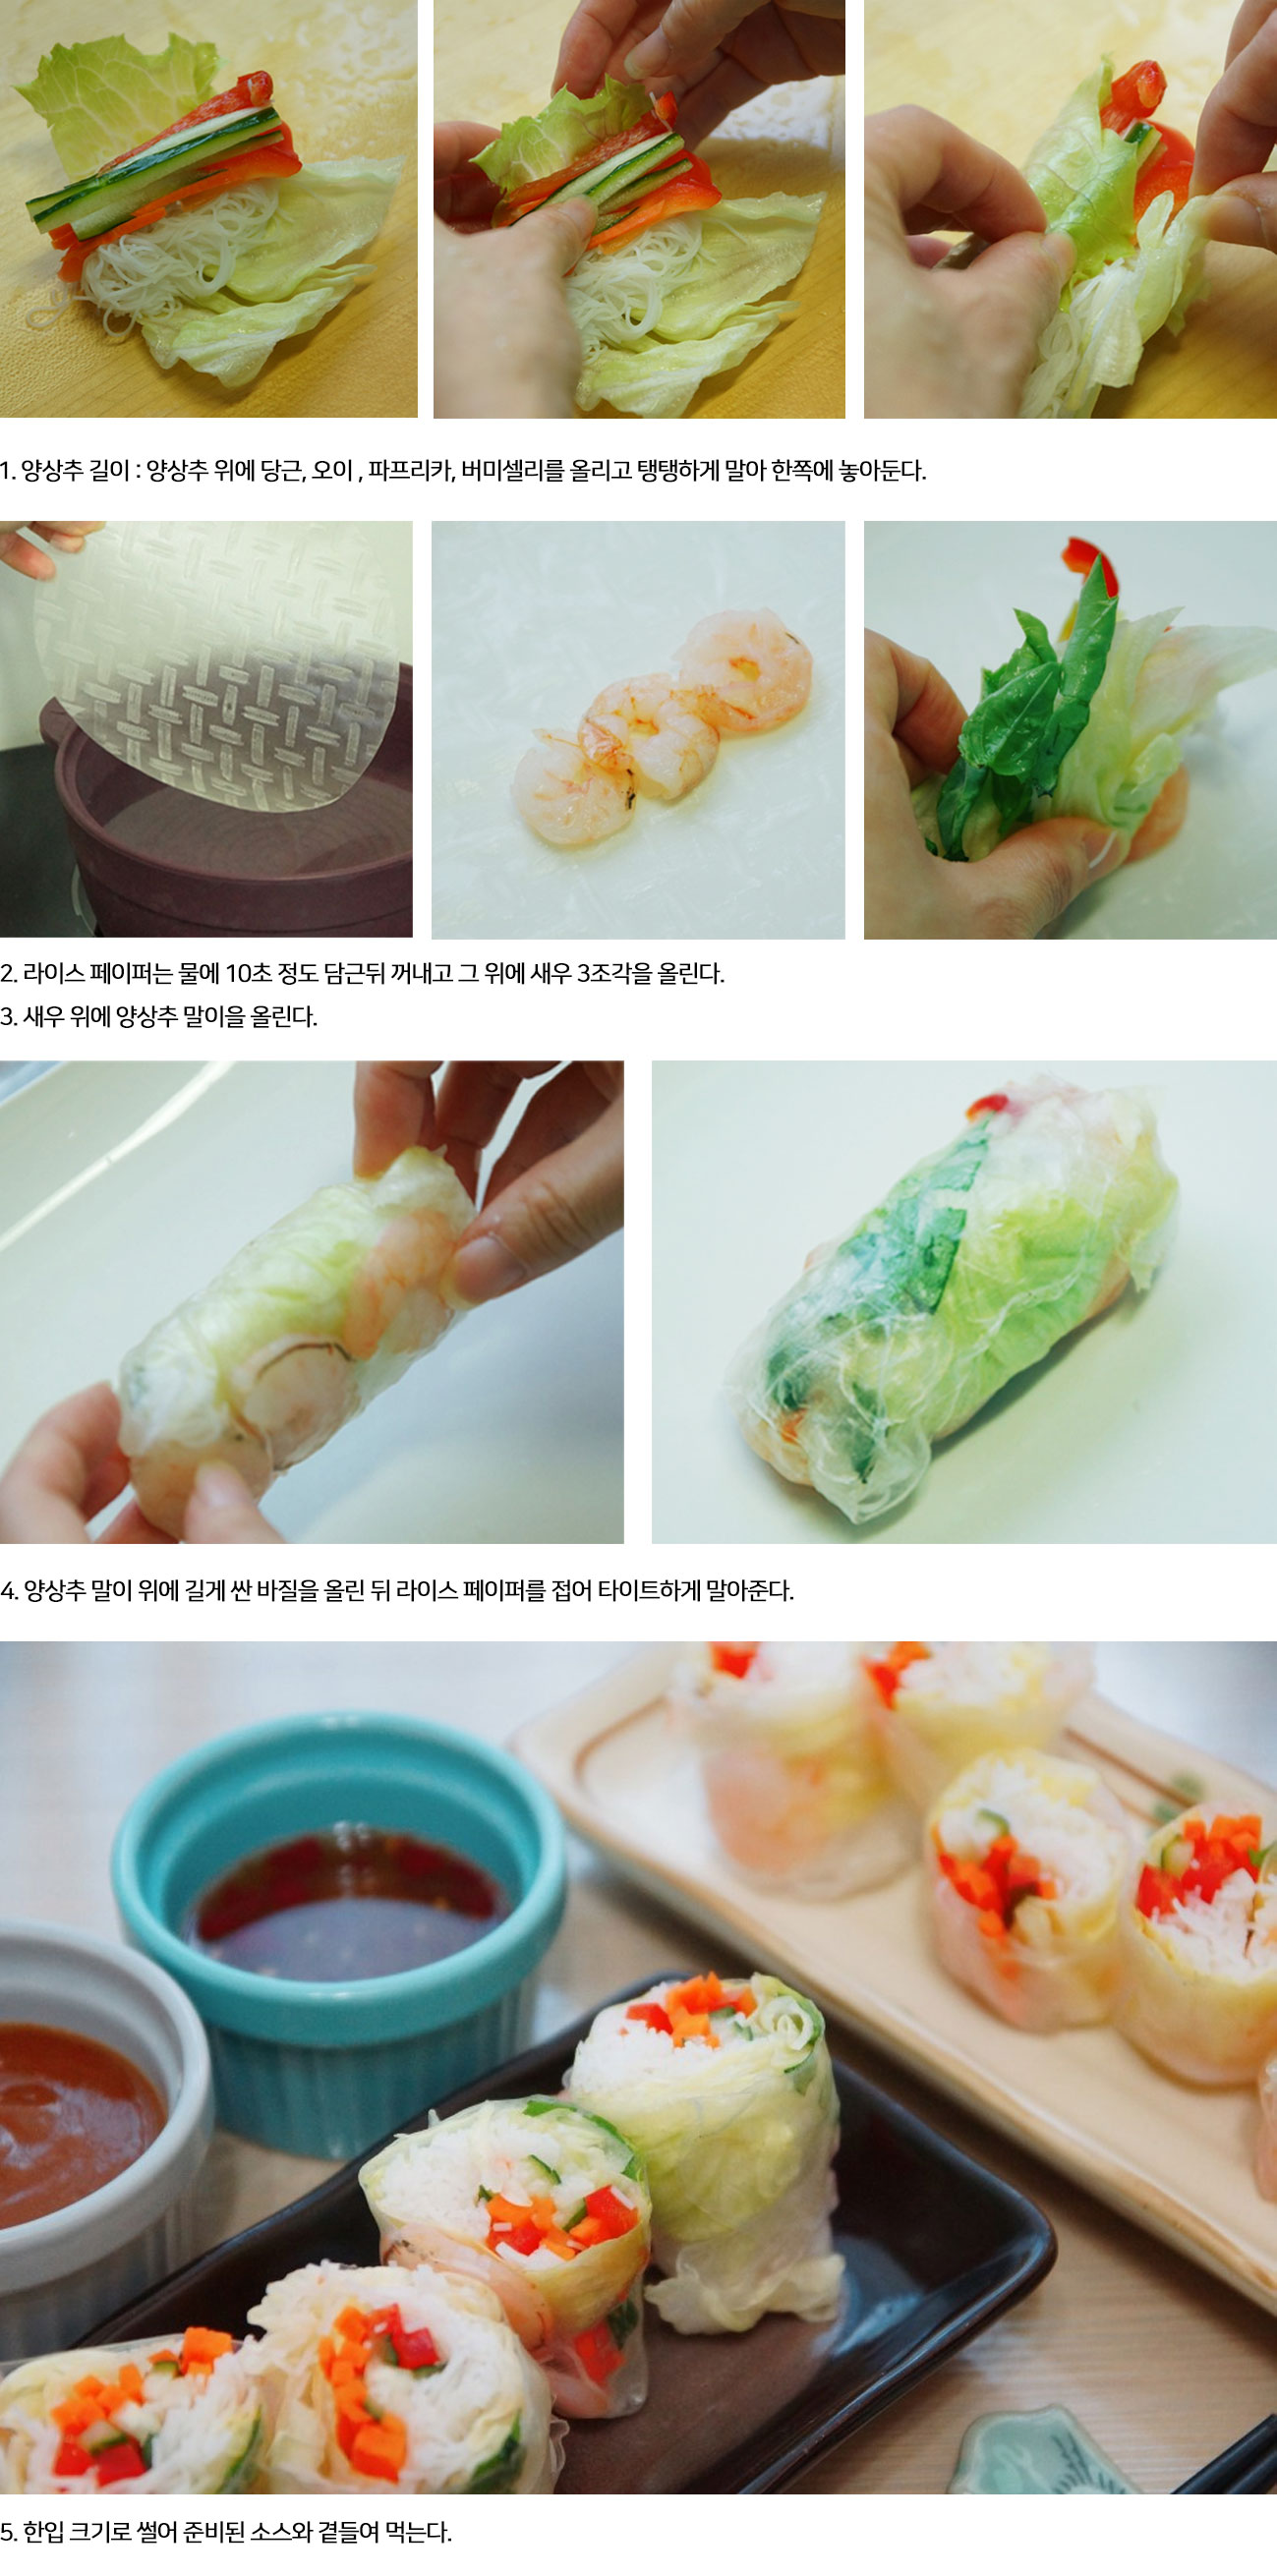 1. 양상추 길이 : 양상추 위에 당근, 오이 , 파프리카, 버미셀리를 올리고 탱탱하게 말아 한쪽에 놓아둔다.
2. 라이스 페이퍼는 물에 10초 정도 담근뒤 꺼내고 그 위에 새우 3조각을 올린다.
3. 새우 위에 양상추 말이을 올린다.
4. 양상추 말이 위에 길게 싼 바질을 올린 뒤 라이스 페이퍼를 접어 타이트하게 말아준다.
5. 한입 크기로 썰어 준비된 소스와 곁들여 먹는다.